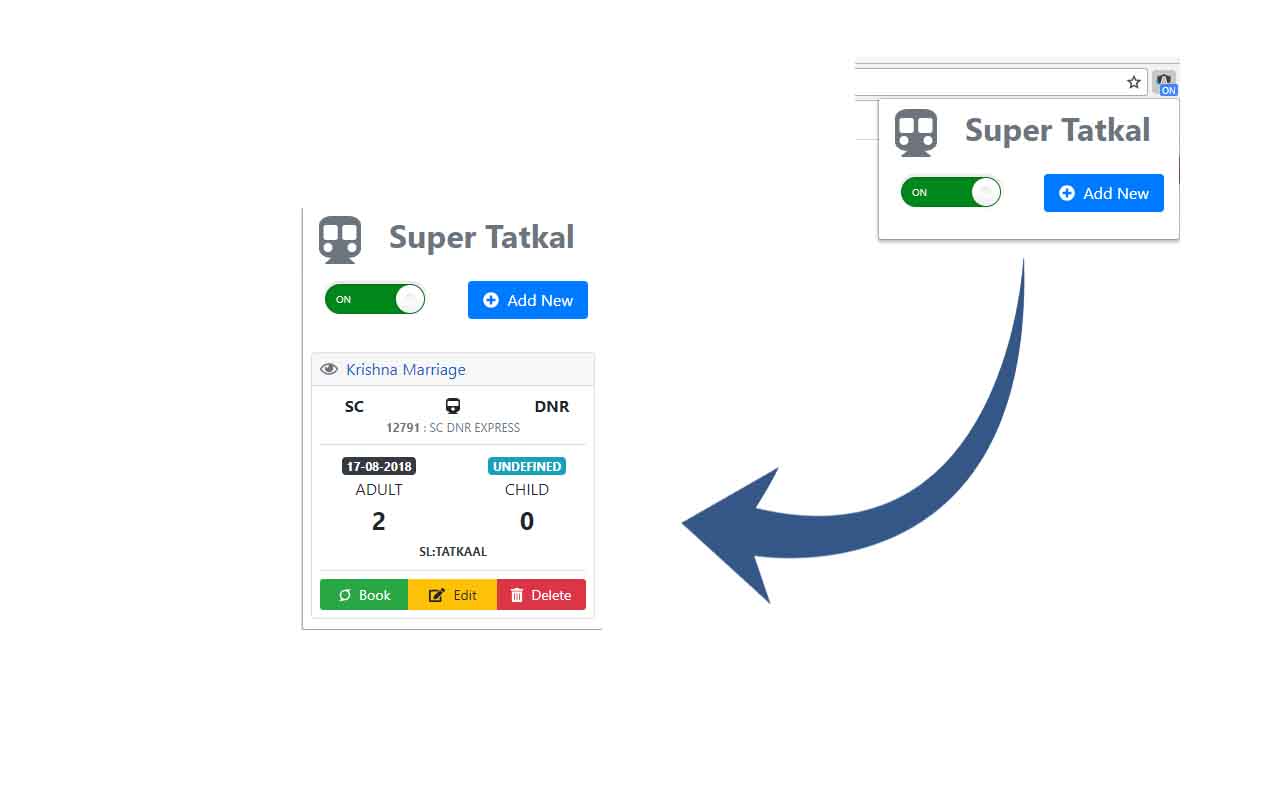 ON
Super Tatkal
ON
Add New
Super Tatkal
ON
Add New
Krishna Marriage
SC DNR
12791 : SC DNR EXPRESS
17-08-2018 UNDEFINED
ADULT CHILD
2 0
SL:TATKAAL
Book Edit Delete